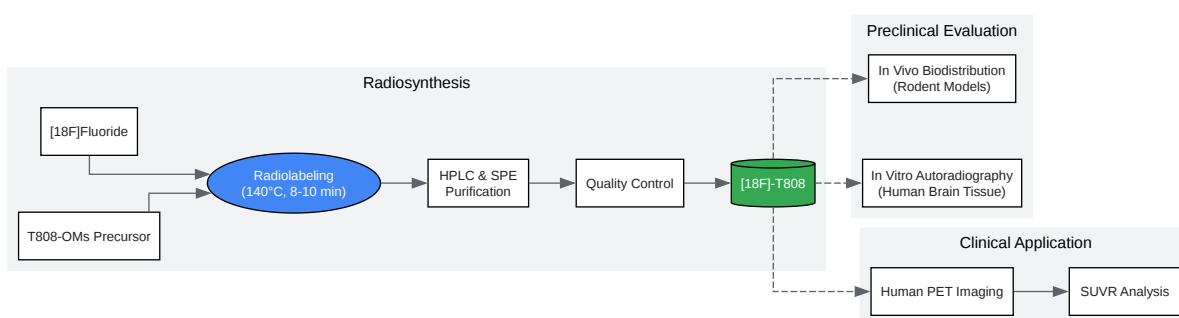 Preclinical Evaluation
In Vivo Biodistribution
(Rodent Models)
Radiosynthesis
[18F]Fluoride
Radiolabeling
(140°C, 8-10 min)
HPLC & SPE
Purification
Quality Control
[18F]-T808
In Vitro Autoradiography
(Human Brain Tissue)
T808-OMs Precursor
Clinical Application
Human PET Imaging
SUVR Analysis